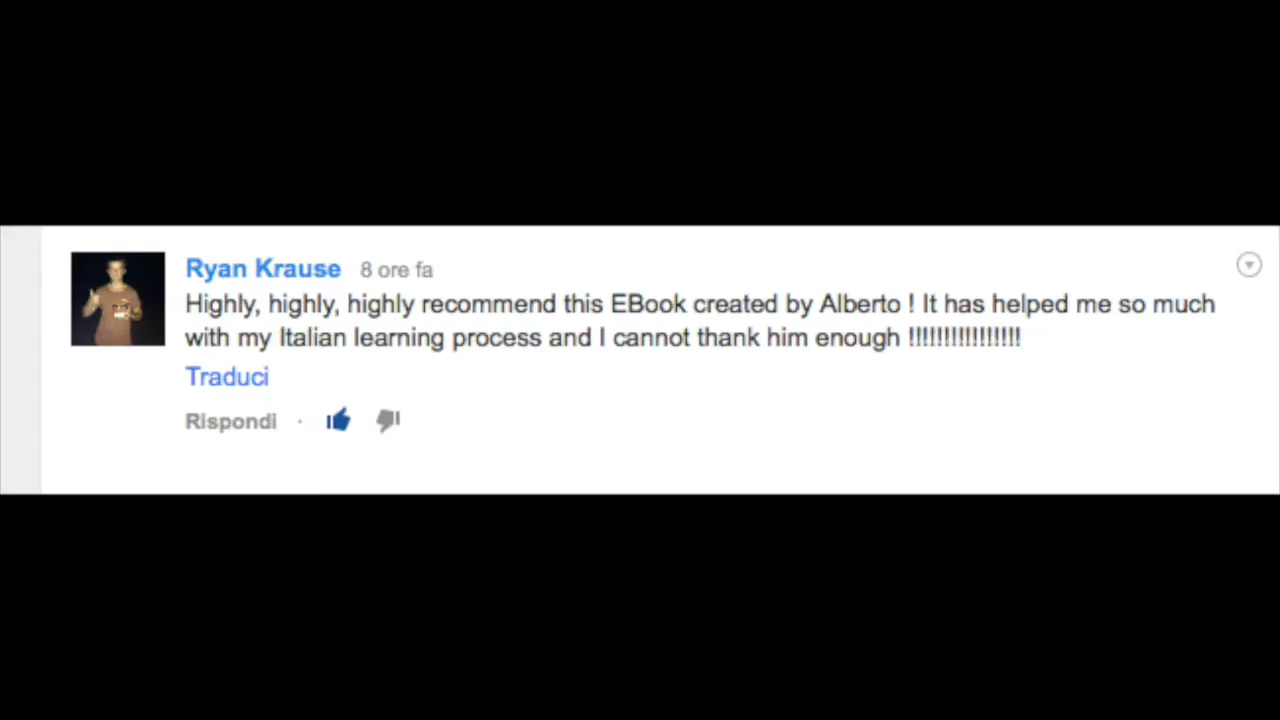 Ryan Krause 8 ore fa
Highly, highly, highly recommend this EBook created by Alberto ! It has helped me so much
with my Italian learning process and I cannot thank him enough !!!!!!!!!!!!!!!!
Traduci
Rispondi ·